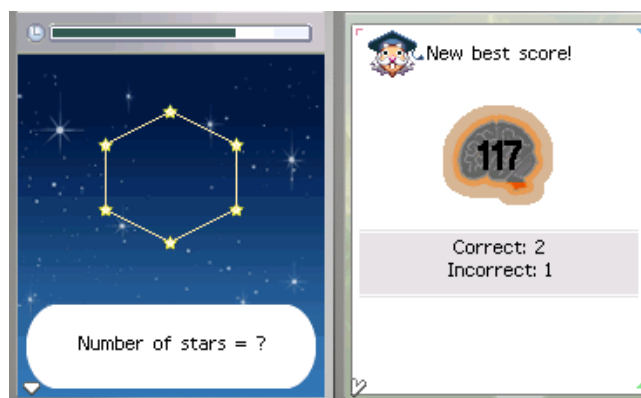 Number of stars = ?
New best score!
117
Correct: 2
Incorrect: 1